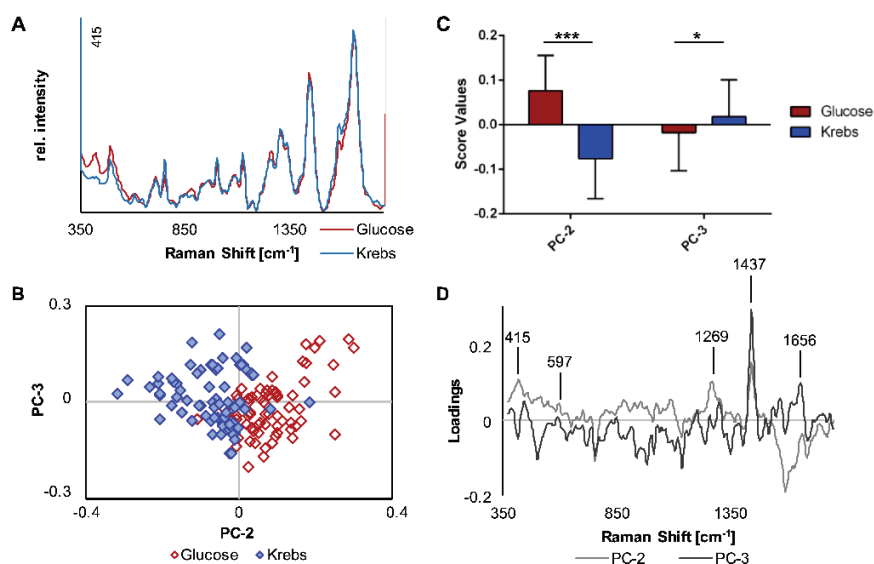 A
415
rel. intensity
350
850
1350
Raman Shift [cm-1]
Glucose
Krebs
B
0.3
0
-0.3
PC-3
-0.4
0
0.4
PC-2
Glucose
Krebs
C
***
*
0.2
0.1
0.0
-0.1
-0.2
Score Values
PC-2
PC-3
Glucose
Krebs
D
1437
415
597
1269
1656
0.2
0
-0.2
Loadings
350
850
1350
Raman Shift [cm-1]
PC-2
PC-3